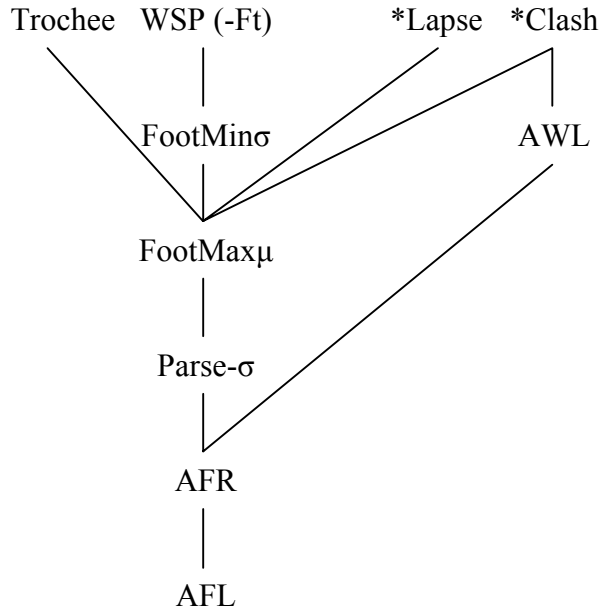 Trochee WSP (-Ft) *Lapse *Clash
FootMinσ AWL
FootMaxμ
Parse-σ
AFR
AFL